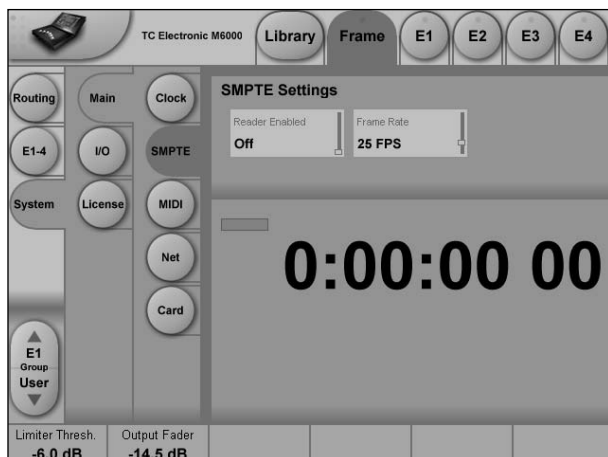 TC Electronic M6000
Library
Frame
E1
E2
E3
E4
Routing
E1-4
System
Main
I/O
License
Clock
SMPTE
MIDI
Net
Card
SMPTE Settings
Reader Enabled
Off
Frame Rate
25 FPS
0:00:00 00
E1
Group
User
Limiter Thresh.
-6.0 dB
Output Fader
-14.5 dB